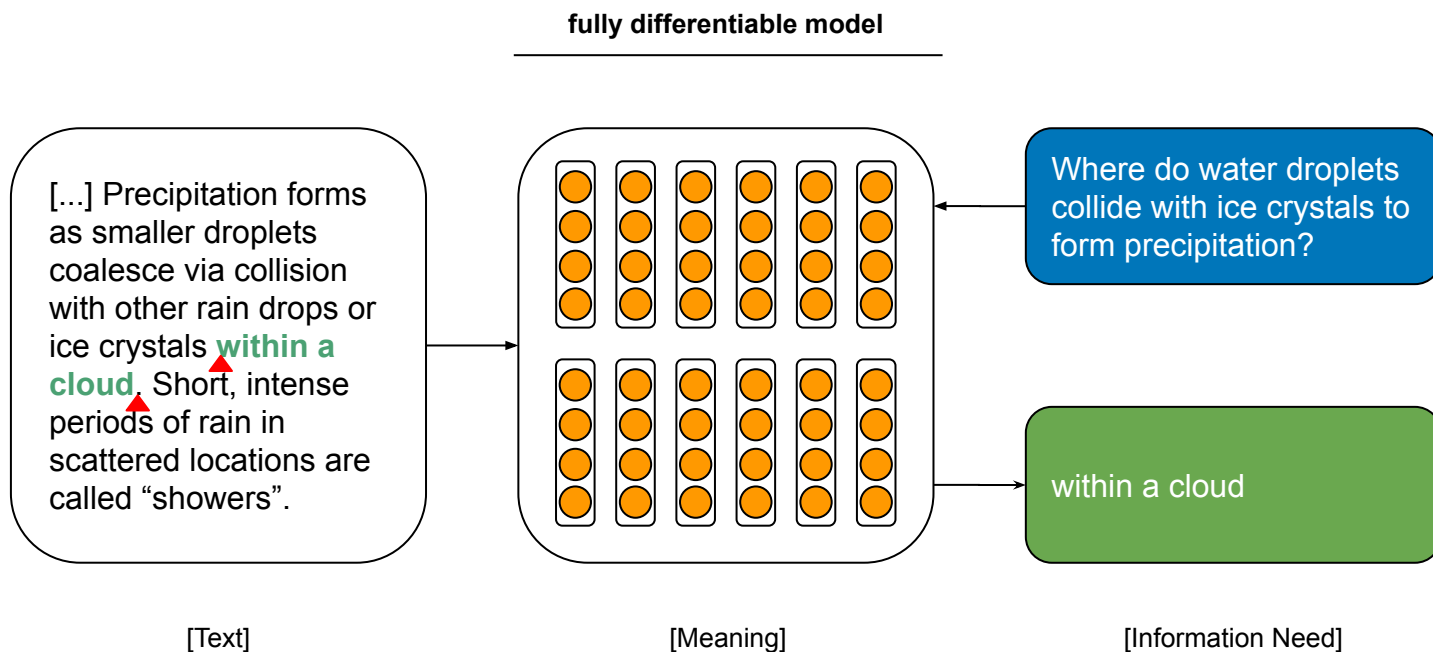 fully differentiable model
[...] Precipitation forms
as smaller droplets
coalesce via collision
with other rain drops or
ice crystals within a
cloud. Short, intense
periods of rain in
scattered locations are
called “showers”.
Where do water droplets
collide with ice crystals to
form precipitation?
within a cloud
[Text]
[Meaning]
[Information Need]